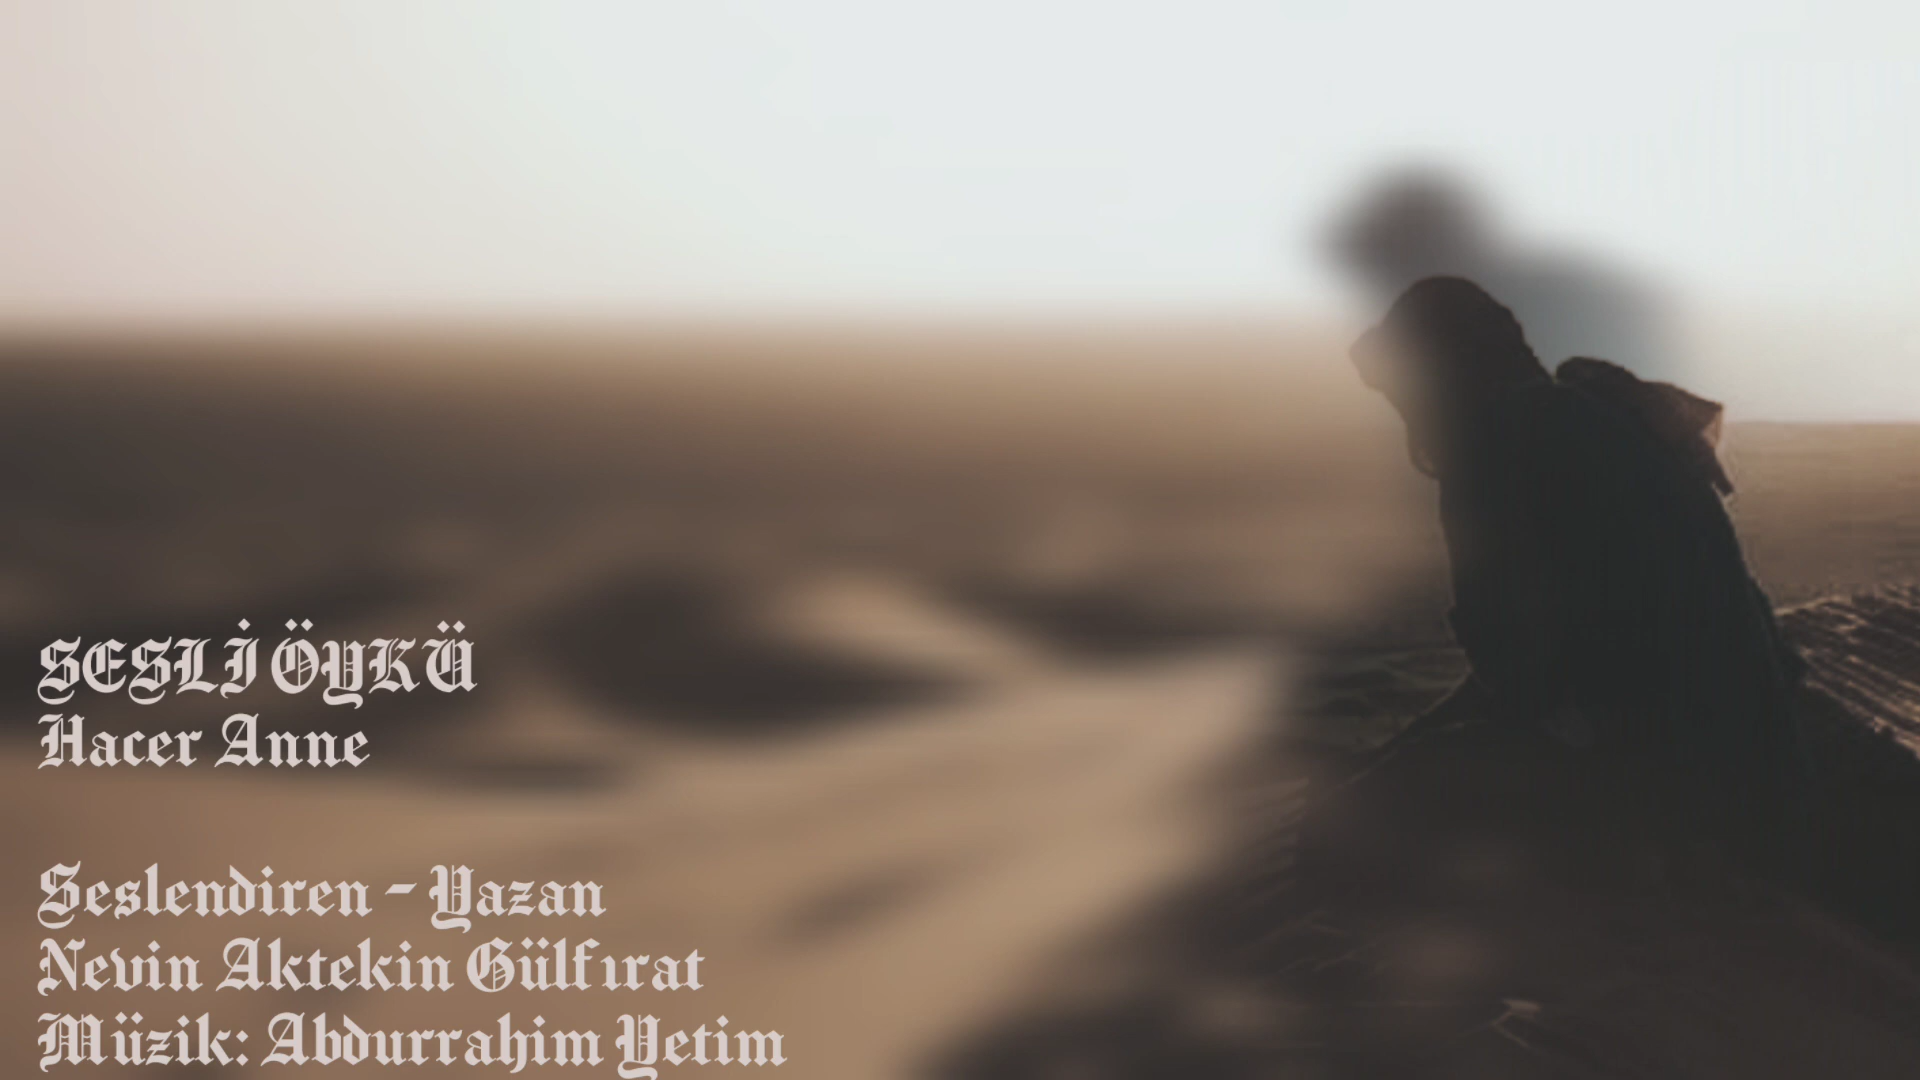 SESLİ ÖYKÜ
Hacer Anne
Seslendiren - Yazan
Nevin Aktekin Gülfırat
Müzik: Abdurrahim Yetim